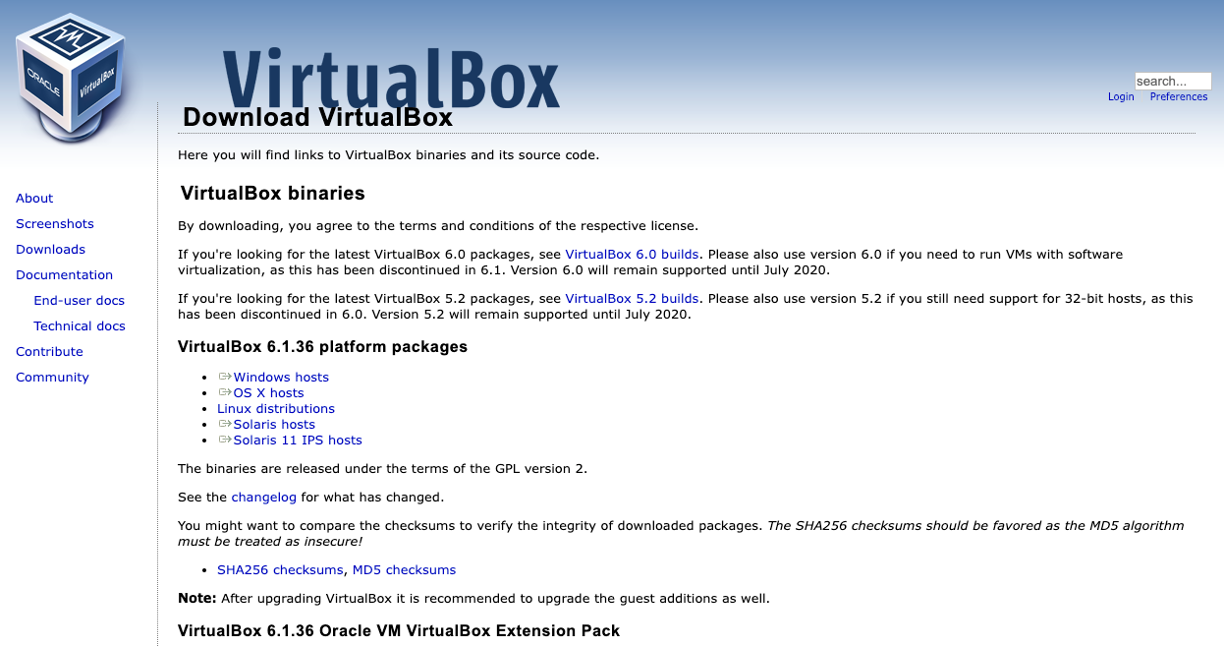 ORACLE
VirtualBox
VirtualBox
search...
Login Preferences
Download VirtualBox
Here you will find links to VirtualBox binaries and its source code.
About
Screenshots
Downloads
Documentation
End-user docs
Technical docs
Contribute
Community
VirtualBox binaries
By downloading, you agree to the terms and conditions of the respective license.
If you're looking for the latest VirtualBox 6.0 packages, see VirtualBox 6.0 builds. Please also use version 6.0 if you need to run VMs with software
virtualization, as this has been discontinued in 6.1. Version 6.0 will remain supported until July 2020.
If you're looking for the latest VirtualBox 5.2 packages, see VirtualBox 5.2 builds. Please also use version 5.2 if you still need support for 32-bit hosts, as this
has been discontinued in 6.0. Version 5.2 will remain supported until July 2020.
VirtualBox 6.1.36 platform packages
Windows hosts
OS X hosts
Linux distributions
Solaris hosts
Solaris 11 IPS hosts
The binaries are released under the terms of the GPL version 2.
See the changelog for what has changed.
You might want to compare the checksums to verify the integrity of downloaded packages. The SHA256 checksums should be favored as the MD5 algorithm
must be treated as insecure!
SHA256 checksums, MD5 checksums
Note: After upgrading VirtualBox it is recommended to upgrade the guest additions as well.
VirtualBox 6.1.36 Oracle VM VirtualBox Extension Pack